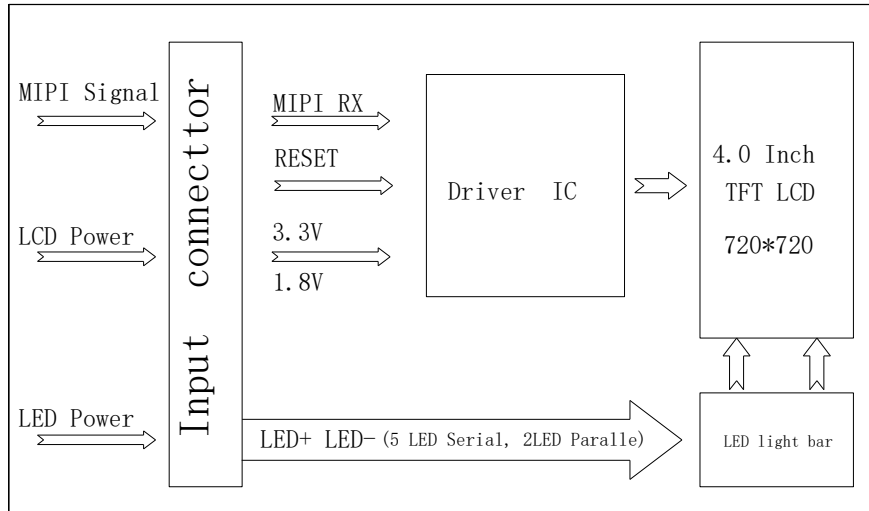 MIPI Signal
LCD Power
LED Power
Input connecttor
MIPI RX
RESET
3.3V
1.8V
Driver IC
4.0 Inch
TFT LCD
720*720
LED+ LED- (5 LED Serial, 2LED Paralle)
LED light bar